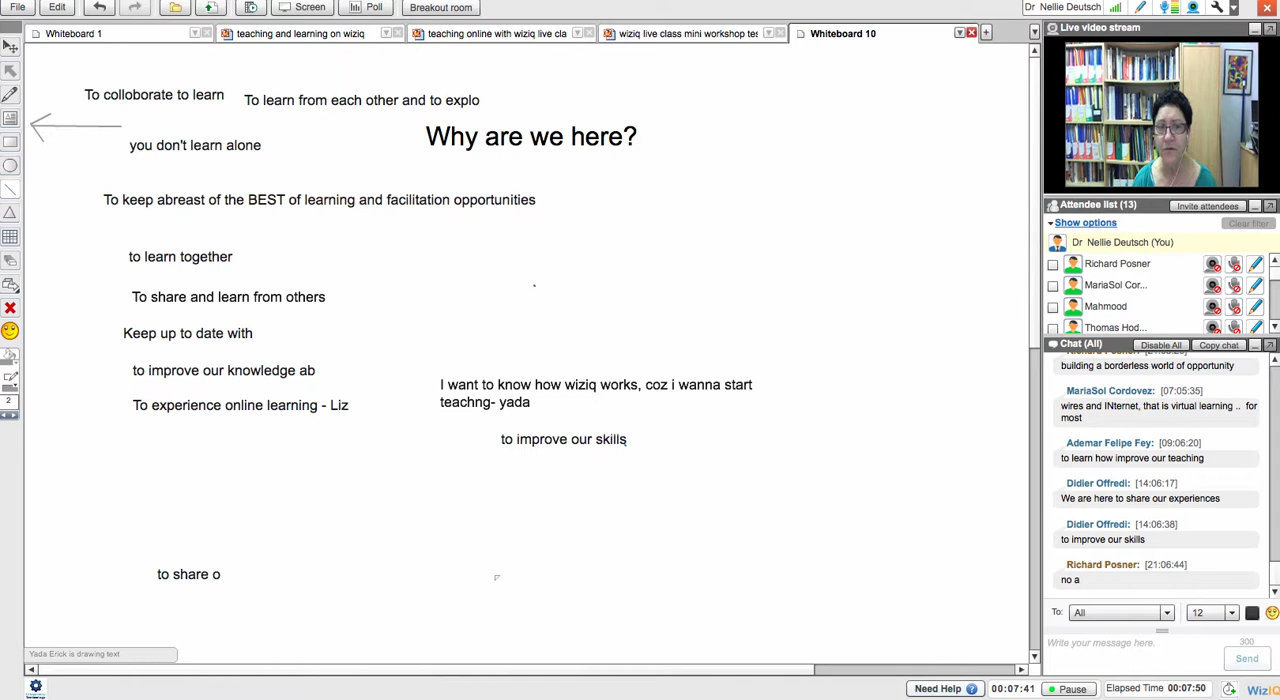 File
Edit
Screen
Poll
Breakout room
Dr Nellie Deutsch
Whiteboard 1
teaching and learning on wiziq
teaching online with wiziq live cla
wiziq live class mini workshop tes
Whiteboard 10
Live video stream
To colloborate to learn
To learn from each other and to explo
Why are we here?
you don't learn alone
To keep abreast of the BEST of learning and facilitation opportunities
to learn together
To share and learn from others
Keep up to date with
to improve our knowledge ab
To experience online learning - Liz
I want to know how wiziq works, coz i wanna start
teachng- yada
to improve our skills
to share o
Yada Erick is drawing text
2
Attendee list (13)
Invite attendees
Show options
Clear filter
Dr Nellie Deutsch (You)
Richard Posner
MariaSol Cor...
Mahmood
Thomas Hod...
Chat (All)
Disable All
Copy chat
building a borderless world of opportunity
MariaSol Cordovez: [07:05:35]
wires and INternet, that is virtual learning .. for
most
Ademar Felipe Fey: [09:06:20]
to learn how improve our teaching
Didier Offredi: [14:06:17]
We are here to share our experiences
Didier Offredi: [14:06:38]
to improve our skills
Richard Posner: [21:06:44]
no a
To:
All
12
Write your message here.
300
Send
Need Help ?
00:07:41
Pause
Elapsed Time 00:07:50
WizIQ